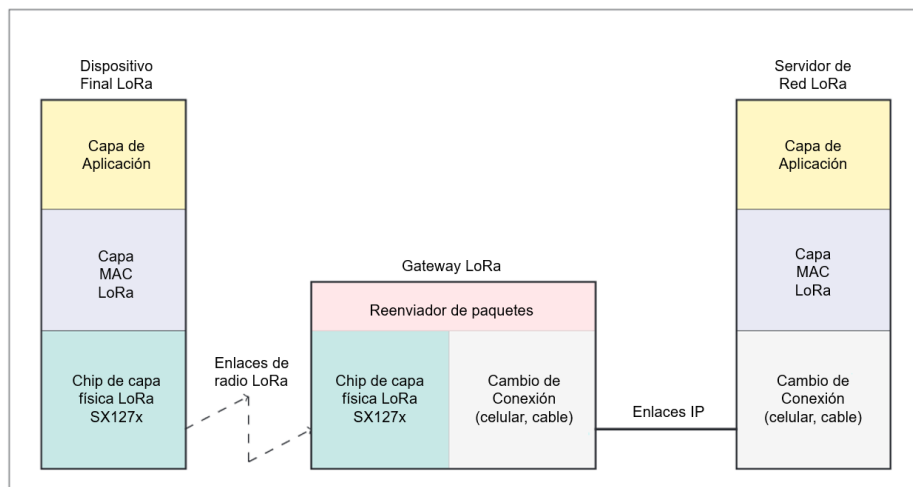 Dispositivo
Final LoRa
Capa de
Aplicación
Capa
MAC
LoRa
Chip de capa
física LoRa
SX127x
Enlaces de
radio LoRa
Gateway LoRa
Reenviador de paquetes
Chip de capa
física LoRa
SX127x
Cambio de
Conexión
(celular, cable)
Enlaces IP
Servidor de
Red LoRa
Capa de
Aplicación
Capa
MAC
LoRa
Cambio de
Conexión
(celular, cable)